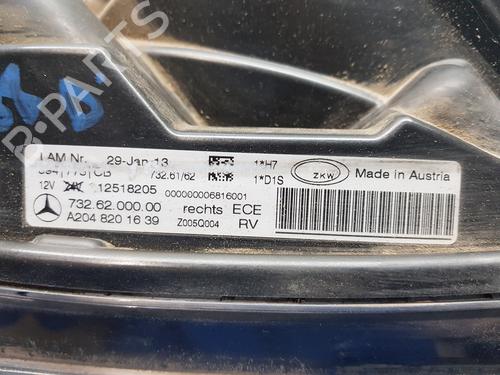 B-PARTS
LAM Nr. 29-Jan-13 1*H7
732.61/62 1*D1S ZKW Made in Austria
12V 24V 12518205 000000006816001
732.62.000.00 rechts ECE
A204 820 16 39 Z005Q004 RV